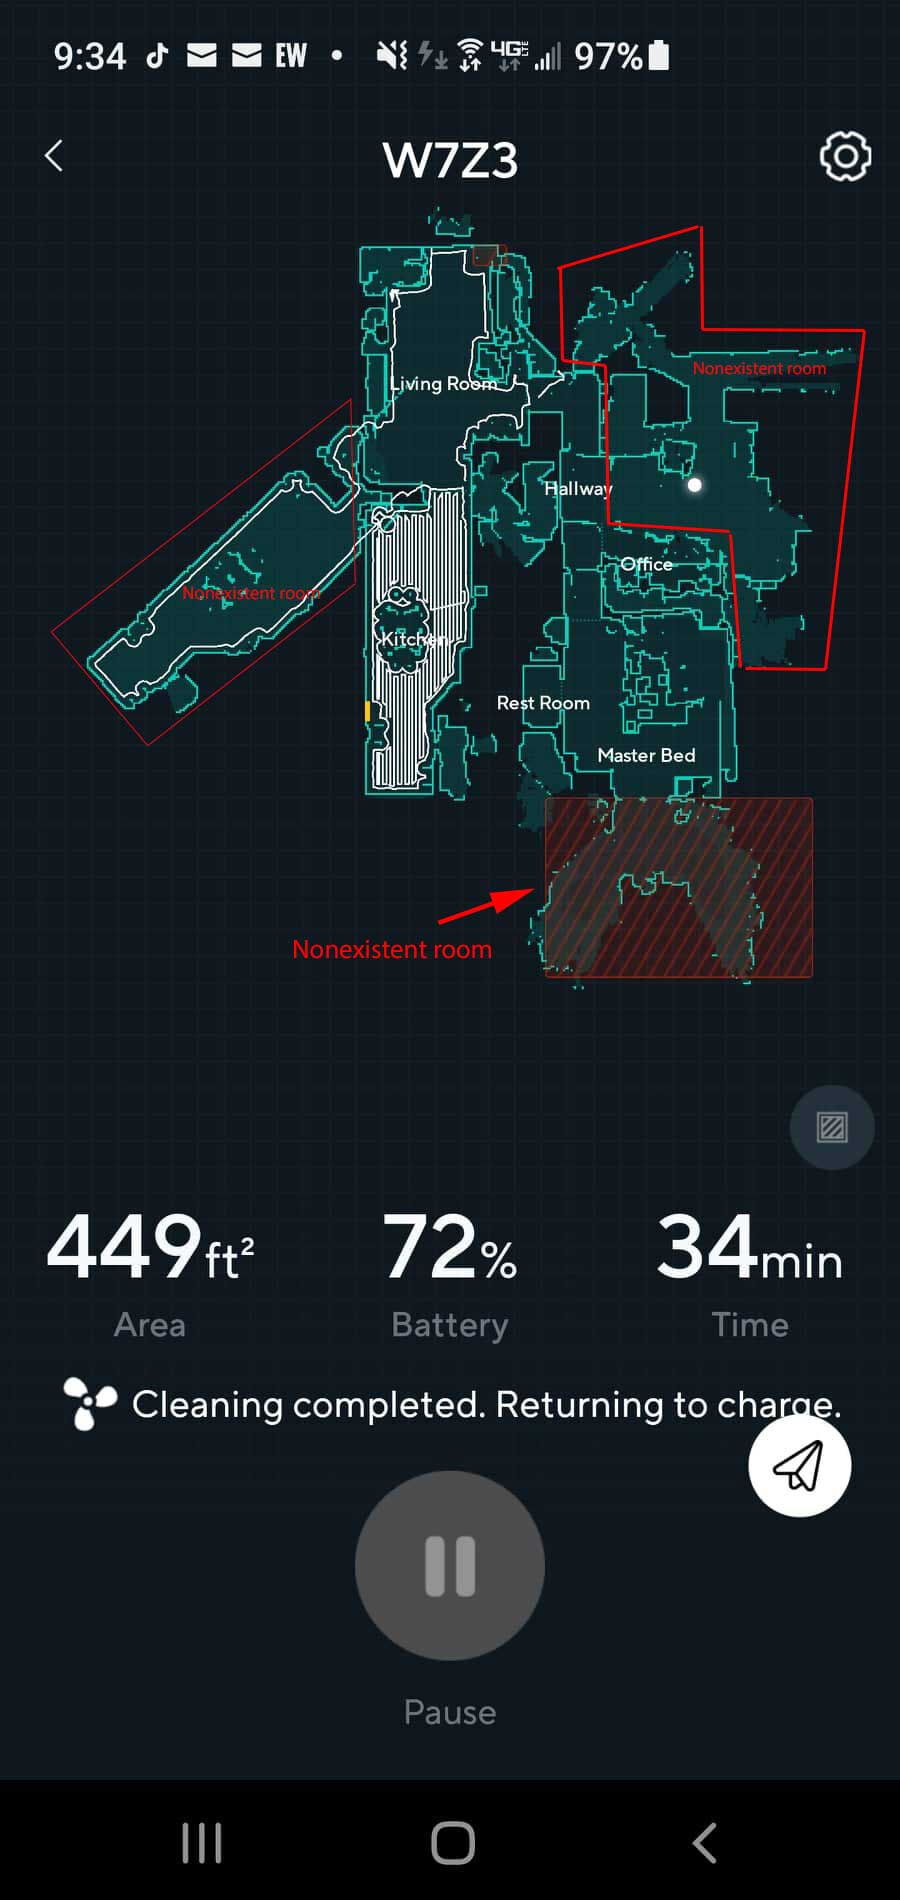 9:34 EW • 4G LTE 97%
W7Z3
Nonexistent room
Living Room
Hallway
Office
Nonexistent room
Kitchen
Rest Room
Master Bed
Nonexistent room
449ft² 72% 34min
Area Battery Time
Cleaning completed. Returning to charge.
Pause